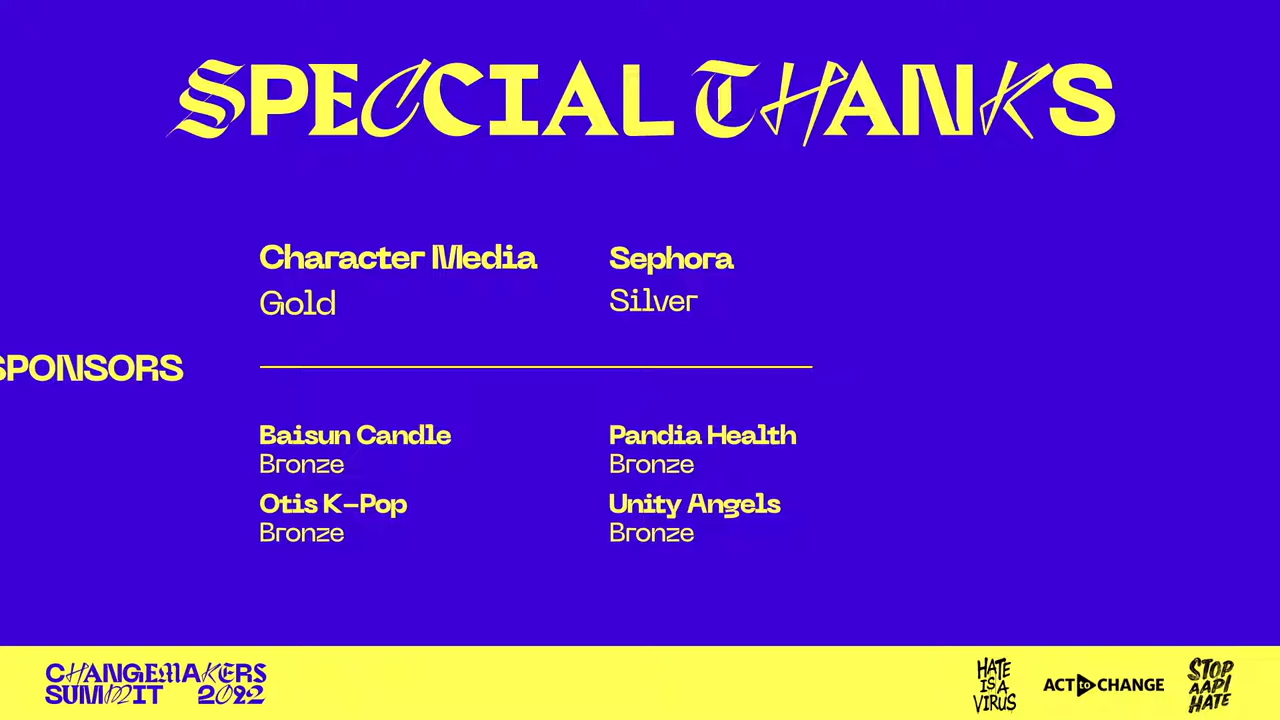 SPECCIAL THANKS
Character Media
Gold
Sephora
Silver
SPONSORS
Baisun Candle
Bronze
Pandia Health
Bronze
Otis K-Pop
Bronze
Unity Angels
Bronze
CHANGEMAKERS
SUMMIT 2022
HATE
IS A
VIRUS
ACT to CHANGE
STOP
AAPI
HATE